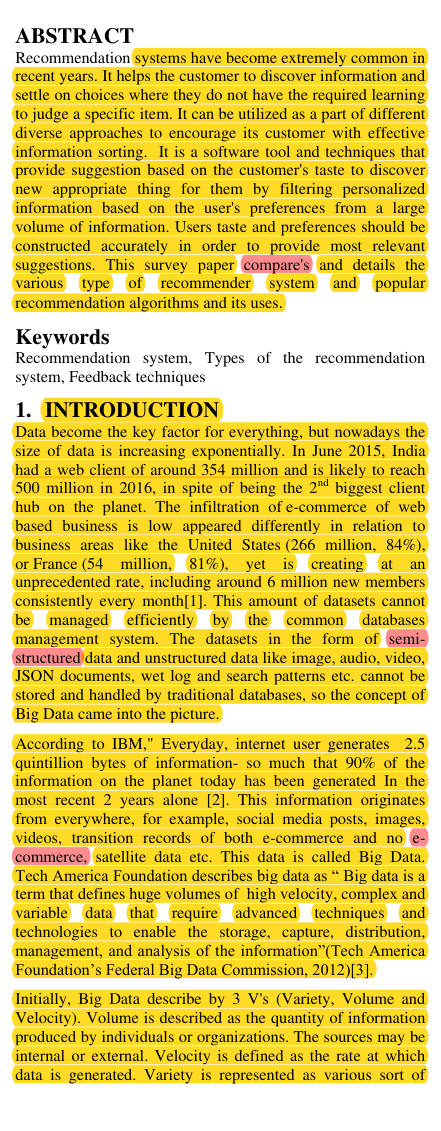 ABSTRACT
Recommendation systems have become extremely common in
recent years. It helps the customer to discover information and
settle on choices where they do not have the required learning
to judge a specific item. It can be utilized as a part of different
diverse approaches to encourage its customer with effective
information sorting. It is a software tool and techniques that
provide suggestion based on the customer's taste to discover
new appropriate thing for them by filtering personalized
information based on the user's preferences from a large
volume of information. Users taste and preferences should be
constructed accurately in order to provide most relevant
suggestions. This survey paper compare's and details the
various type of recommender system and popular
recommendation algorithms and its uses.
Keywords
Recommendation system, Types of the recommendation
system, Feedback techniques
1. INTRODUCTION
Data become the key factor for everything, but nowadays the
size of data is increasing exponentially. In June 2015, India
had a web client of around 354 million and is likely to reach
500 million in 2016, in spite of being the 2nd biggest client
hub on the planet. The infiltration of e-commerce of web
based business is low appeared differently in relation to
business areas like the United States (266 million, 84%),
or France (54 million, 81%), yet is creating at an
unprecedented rate, including around 6 million new members
consistently every month[1]. This amount of datasets cannot
be managed efficiently by the common databases
management system. The datasets in the form of semi-
structured data and unstructured data like image, audio, video,
JSON documents, wet log and search patterns etc. cannot be
stored and handled by traditional databases, so the concept of
Big Data came into the picture.
According to IBM," Everyday, internet user generates 2.5
quintillion bytes of information- so much that 90% of the
information on the planet today has been generated In the
most recent 2 years alone [2]. This information originates
from everywhere, for example, social media posts, images,
videos, transition records of both e-commerce and no e-
commerce, satellite data etc. This data is called Big Data.
Tech America Foundation describes big data as “ Big data is a
term that defines huge volumes of high velocity, complex and
variable data that require advanced techniques and
technologies to enable the storage, capture, distribution,
management, and analysis of the information”(Tech America
Foundation’s Federal Big Data Commission, 2012)[3].
Initially, Big Data describe by 3 V's (Variety, Volume and
Velocity). Volume is described as the quantity of information
produced by individuals or organizations. The sources may be
internal or external. Velocity is defined as the rate at which
data is generated. Variety is represented as various sort of